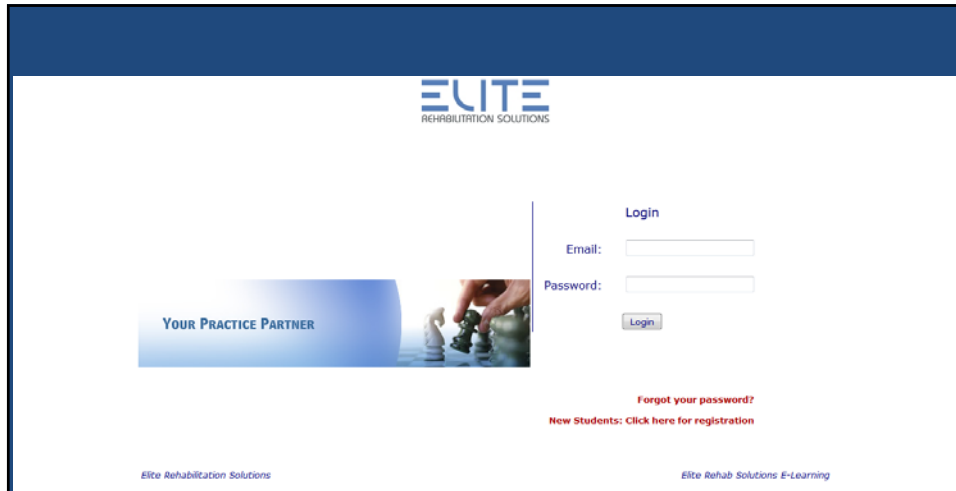 ELITE
REHABILITATION SOLUTIONS
Login
Email:
Password:
YOUR PRACTICE PARTNER
Login
Forgot your password?
New Students: Click here for registration
Elite Rehabilitation Solutions
Elite Rehab Solutions E-Learning